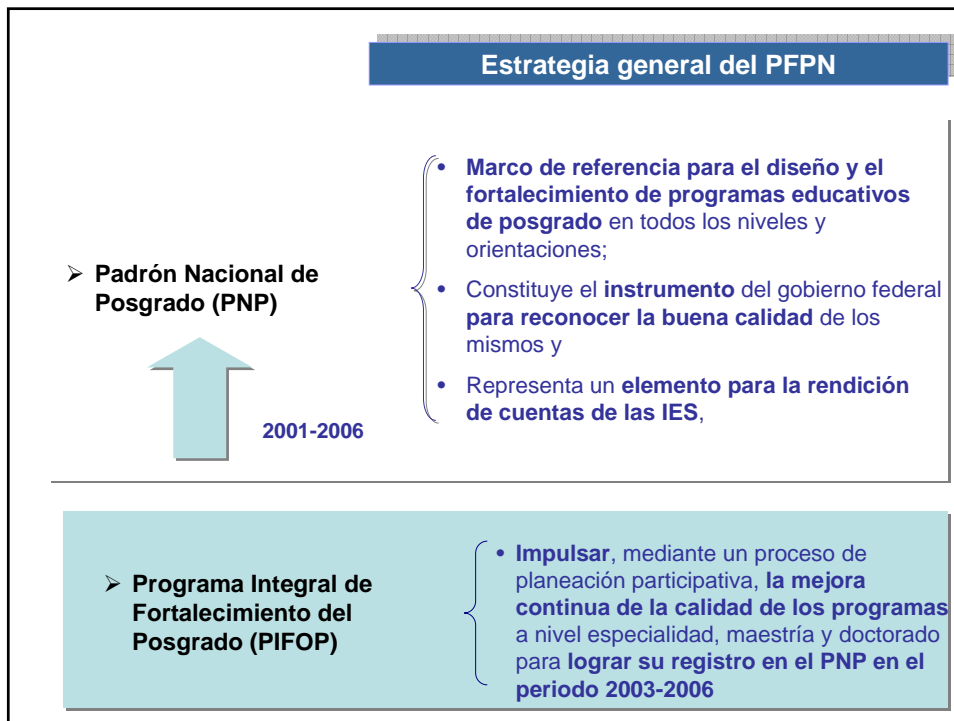 Estrategia general del PFPN
➢ Padrón Nacional de
Posgrado (PNP)
2001-2006
• Marco de referencia para el diseño y el
fortalecimiento de programas educativos
de posgrado en todos los niveles y
orientaciones;
• Constituye el instrumento del gobierno federal
para reconocer la buena calidad de los
mismos y
• Representa un elemento para la rendición
de cuentas de las IES,
➢ Programa Integral de
Fortalecimiento del
Posgrado (PIFOP)
• Impulsar, mediante un proceso de
planeación participativa, la mejora
continua de la calidad de los programas
a nivel especialidad, maestría y doctorado
para lograr su registro en el PNP en el
periodo 2003-2006